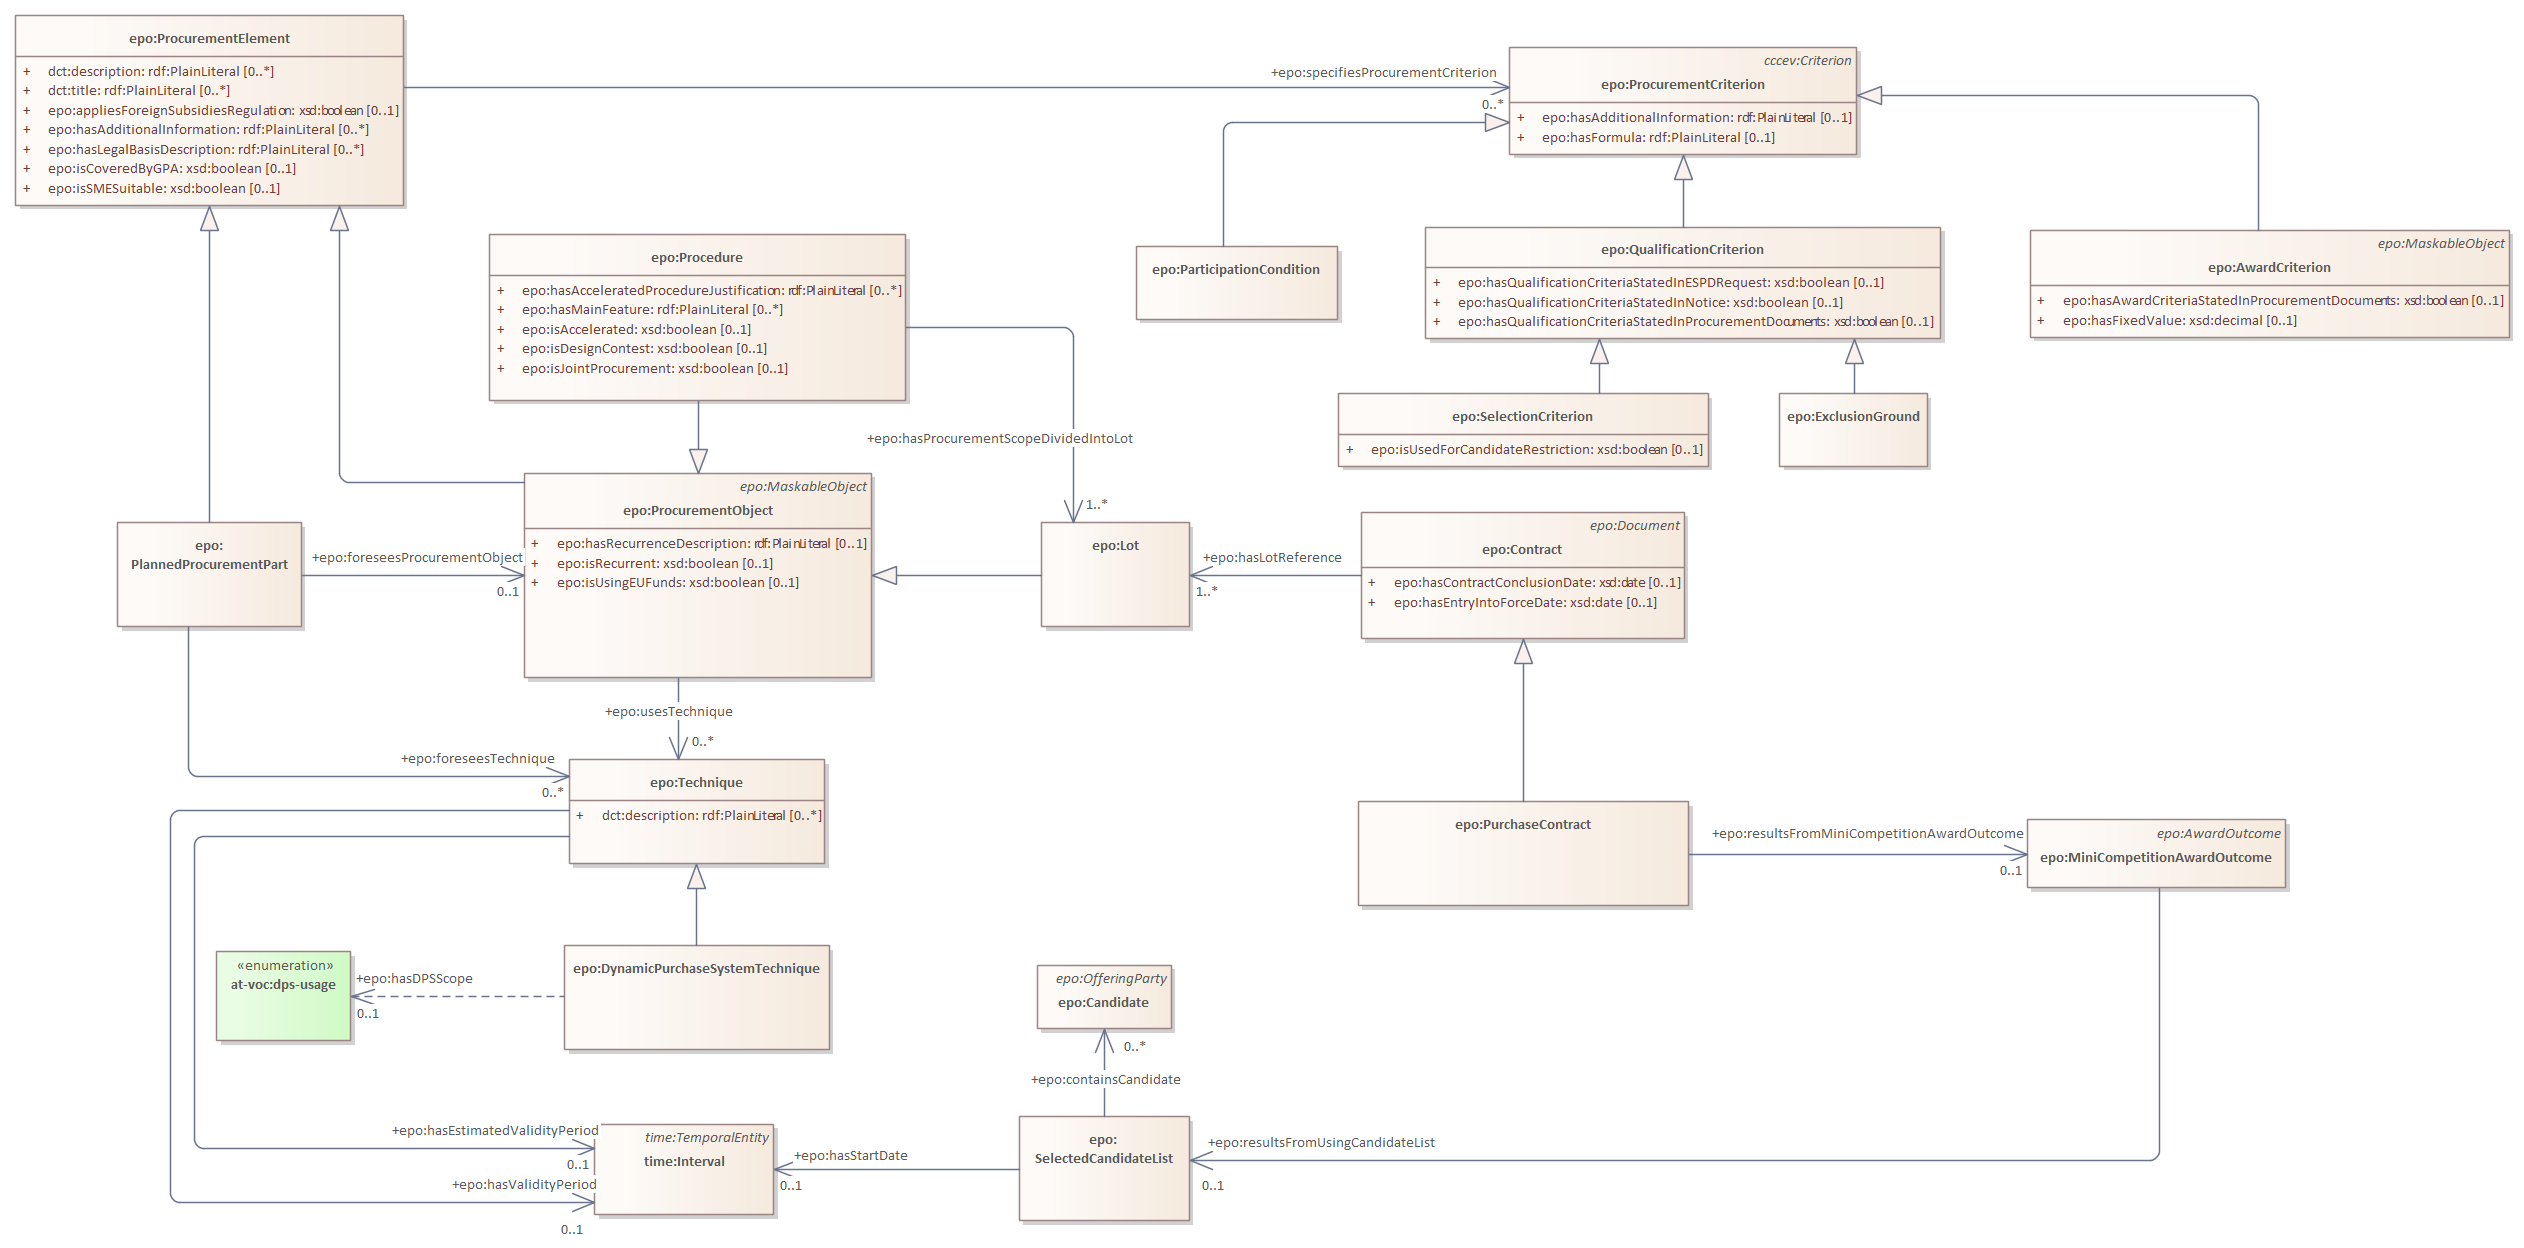 epo:ProcurementElement
+ dct:description: rdf:PlainLiteral [0..*]
+ dct:title: rdf:PlainLiteral [0..*]
+ epo:appliesForeignSubsidiesRegulation: xsd:boolean [0..1]
+ epo:hasAdditionalInformation: rdf:PlainLiteral [0..*]
+ epo:hasLegalBasisDescription: rdf:PlainLiteral [0..*]
+ epo:isCoveredByGPA: xsd:boolean [0..1]
+ epo:isSMESuitable: xsd:boolean [0..1]
+epo:specifiesProcurementCriterion
0..*
cccev:Criterion
epo:ProcurementCriterion
+ epo:hasAdditionalInformation: rdf:PlainLiteral [0..1]
+ epo:hasFormula: rdf:PlainLiteral [0..1]
epo:Procedure
+ epo:hasAcceleratedProcedureJustification: rdf:PlainLiteral [0..*]
+ epo:hasMainFeature: rdf:PlainLiteral [0..*]
+ epo:isAccelerated: xsd:boolean [0..1]
+ epo:isDesignContest: xsd:boolean [0..1]
+ epo:isJointProcurement: xsd:boolean [0..1]
epo:ParticipationCondition
epo:QualificationCriterion
+ epo:hasQualificationCriteriaStatedInESPDRequest: xsd:boolean [0..1]
+ epo:hasQualificationCriteriaStatedInNotice: xsd:boolean [0..1]
+ epo:hasQualificationCriteriaStatedInProcurementDocuments: xsd:boolean [0..1]
epo:MaskableObject
epo:AwardCriterion
+ epo:hasAwardCriteriaStatedInProcurementDocuments: xsd:boolean [0..1]
+ epo:hasFixedValue: xsd:decimal [0..1]
epo:SelectionCriterion
+ epo:isUsedForCandidateRestriction: xsd:boolean [0..1]
epo:ExclusionGround
+epo:hasProcurementScopeDividedIntoLot
1..*
epo:
PlannedProcurementPart
+epo:foreseesProcurementObject
0..1
epo:MaskableObject
epo:ProcurementObject
+ epo:hasRecurrenceDescription: rdf:PlainLiteral [0..1]
+ epo:isRecurrent: xsd:boolean [0..1]
+ epo:isUsingEUFunds: xsd:boolean [0..1]
epo:Lot
+epo:hasLotReference
1..*
epo:Document
epo:Contract
+ epo:hasContractConclusionDate: xsd:date [0..1]
+ epo:hasEntryIntoForceDate: xsd:date [0..1]
+epo:usesTechnique
0..*
+epo:foreseesTechnique
0..*
epo:Technique
+ dct:description: rdf:PlainLiteral [0..*]
epo:PurchaseContract
+epo:resultsFromMiniCompetitionAwardOutcome
0..1
epo:AwardOutcome
epo:MiniCompetitionAwardOutcome
«enumeration»
at-voc:dps-usage
+epo:hasDPSScope
0..1
epo:DynamicPurchaseSystemTechnique
epo:OfferingParty
epo:Candidate
0..*
+epo:containsCandidate
+epo:hasEstimatedValidityPeriod
0..1
+epo:hasValidityPeriod
0..1
time:TemporalEntity
time:Interval
+epo:hasStartDate
0..1
epo:
SelectedCandidateList
+epo:resultsFromUsingCandidateList
0..1